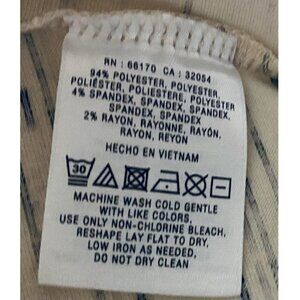 RN : 66170 CA : 32054
94% POLYESTER, POLYESTER,
POLIÉSTER, POLIESTERE, POLYESTER
4% SPANDEX, SPANDEX, SPANDEX,
SPANDEX, SPANDEX
2% RAYON, RAYONNE, RAYÓN,
RAYON, RAYON
HECHO EN VIETNAM
30
MACHINE WASH COLD GENTLE
WITH LIKE COLORS,
USE ONLY NON-CHLORINE BLEACH,
RESHAPE LAY FLAT TO DRY,
LOW IRON AS NEEDED,
DO NOT DRY CLEAN